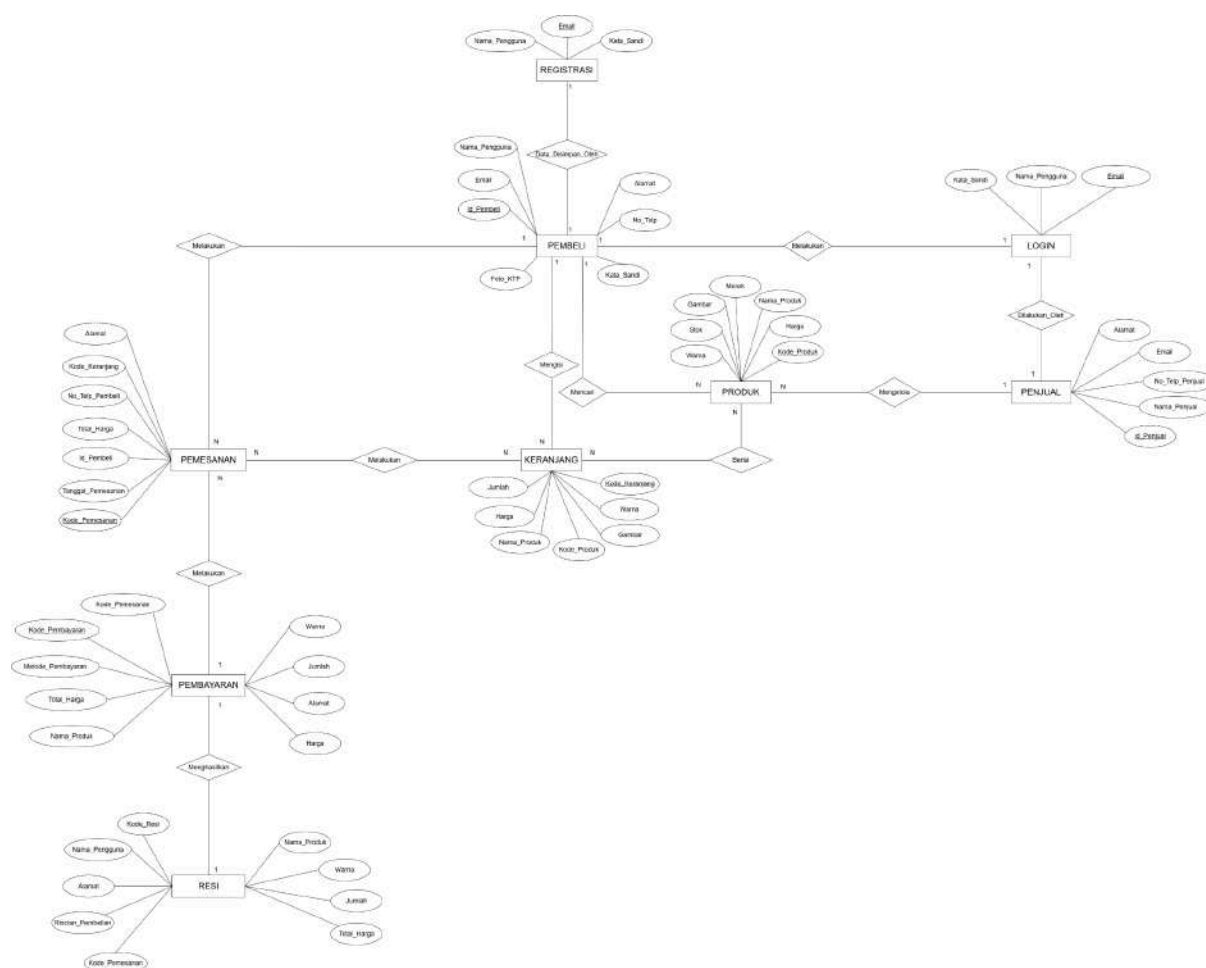 Email
Nama_Pengguna
Kata_Sandi
REGISTRASI
1
Data_Disimpan_Oleh
Nama_Pengguna
Email
Id_Pembeli
Alamat
No_Telp
Kata_Sandi
Nama_Pengguna
Email
Melakukan
1
1
PEMBELI
1
Melakukan
1
LOGIN
1
1
1
Foto_KTP
Kata_Sandi
Merek
Gambar
Nama_Produk
Stok
Harga
Warna
Kode_Produk
Dilakukan_Oleh
Alamat
Email
No_Telp_Penjual
Nama_Penjual
Id_Penjual
Alamat
Kode_Keranjang
No_Telp_Pembeli
Total_Harga
Id_Pembeli
Tanggal_Pemesanan
Kode_Pemesanan
Mengisi
1
Mencari
N
PRODUK
N
Mengelola
1
PENJUAL
N
N
N
PEMESANAN
N
Melakukan
N
KERANJANG
N
Berisi
N
Jumlah
Kode_Keranjang
Harga
Warna
Nama_Produk
Kode_Produk
Gambar
Melakukan
Kode_Pemesanan
Kode_Pembayaran
Warna
Metode_Pembayaran
1
Jumlah
PEMBAYARAN
Total_Harga
1
Alamat
Nama_Produk
Harga
Menghasilkan
Kode_Resi
Nama_Pengguna
Nama_Produk
1
Warna
Alamat
RESI
Jumlah
Rincian_Pembelian
Total_Harga
Kode_Pemesanan